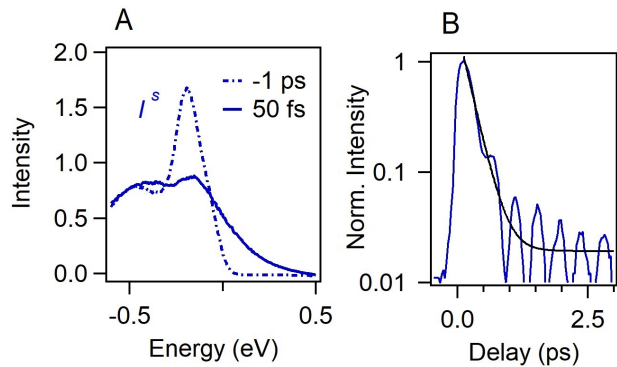 A
2.0
1.5
1.0
0.5
0.0
Intensity
I s
-1 ps
50 fs
-0.5
0.5
Energy (eV)
B
1
0.1
0.01
Norm. Intensity
0.0
2.5
Delay (ps)